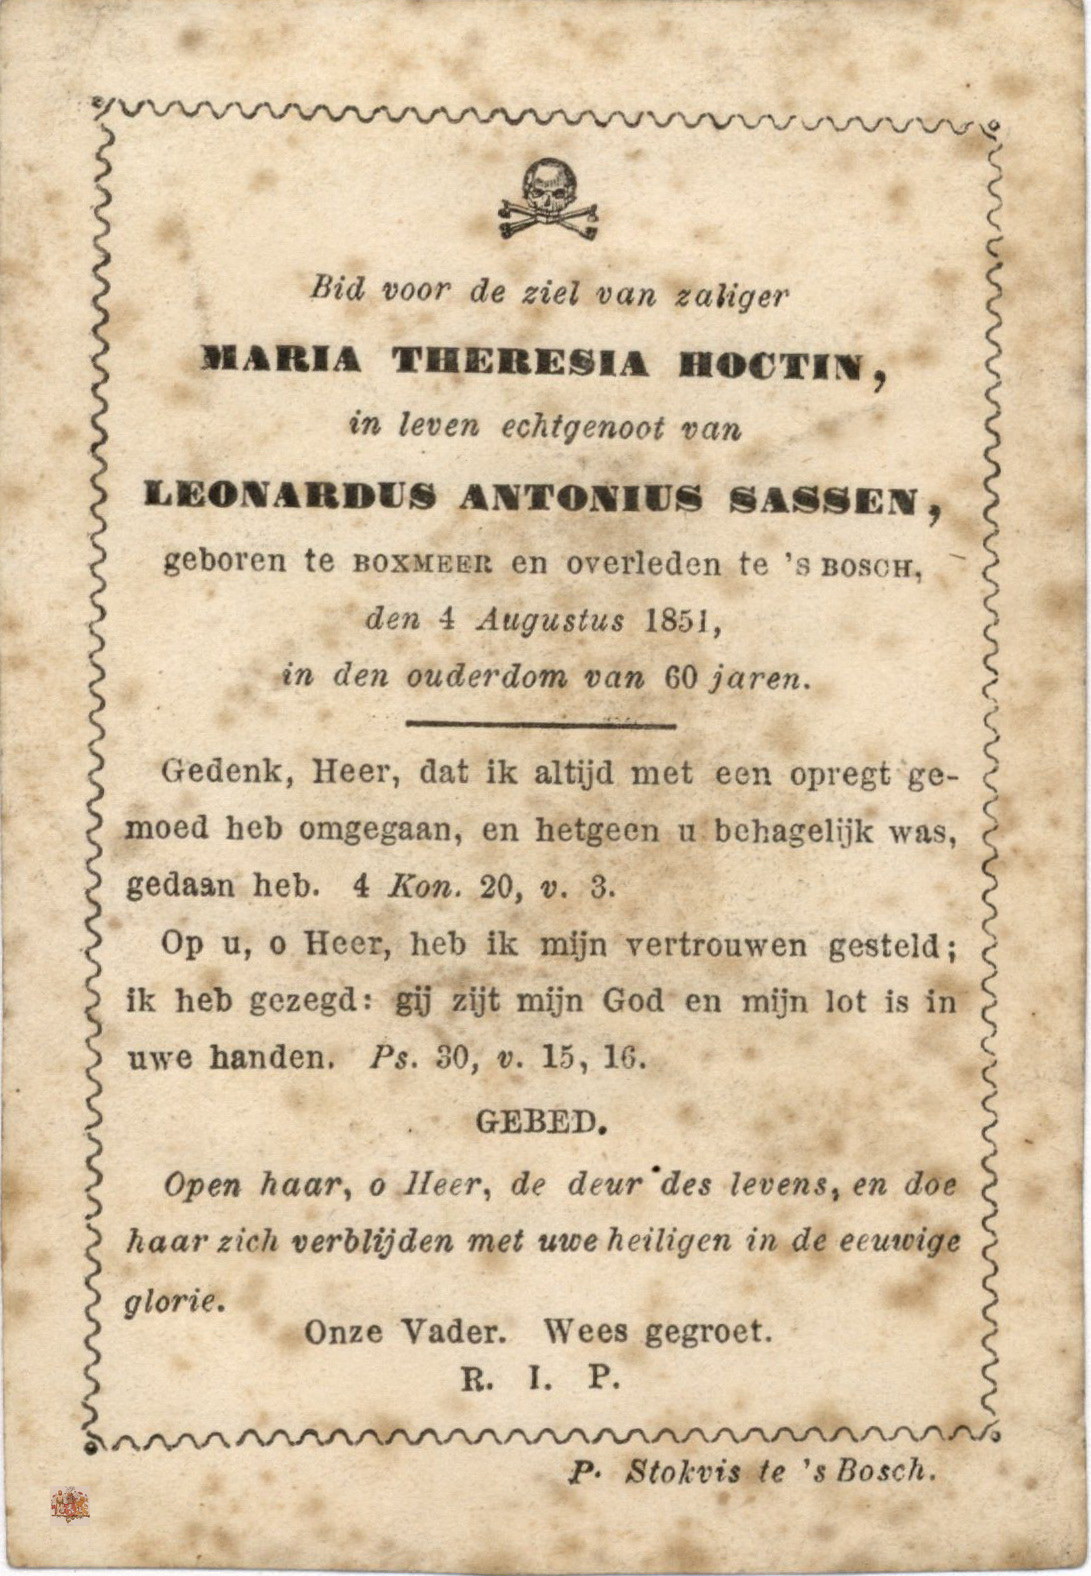 Bid voor de ziel van zaliger
MARIA THERESIA HOCTIN,
in leven echtgenoot van
LEONARDUS ANTONIUS SASSEN,
geboren te BOXMEER en overleden te 's BOSCH,
den 4 Augustus 1851,
in den ouderdom van 60 jaren.
Gedenk, Heer, dat ik altijd met een opregt ge-
moed heb omgegaan, en hetgeen u behagelijk was,
gedaan heb. 4 Kon. 20, v. 3.
Op u, o Heer, heb ik mijn vertrouwen gesteld;
ik heb gezegd: gij zijt mijn God en mijn lot is in
uwe handen. Ps. 30, v. 15, 16.
GEBED.
Open haar, o Heer, de deur des levens, en doe
haar zich verblijden met uwe heiligen in de eeuwige
glorie.
Onze Vader. Wees gegroet.
R. I. P.
P. Stokvis te 's Bosch.